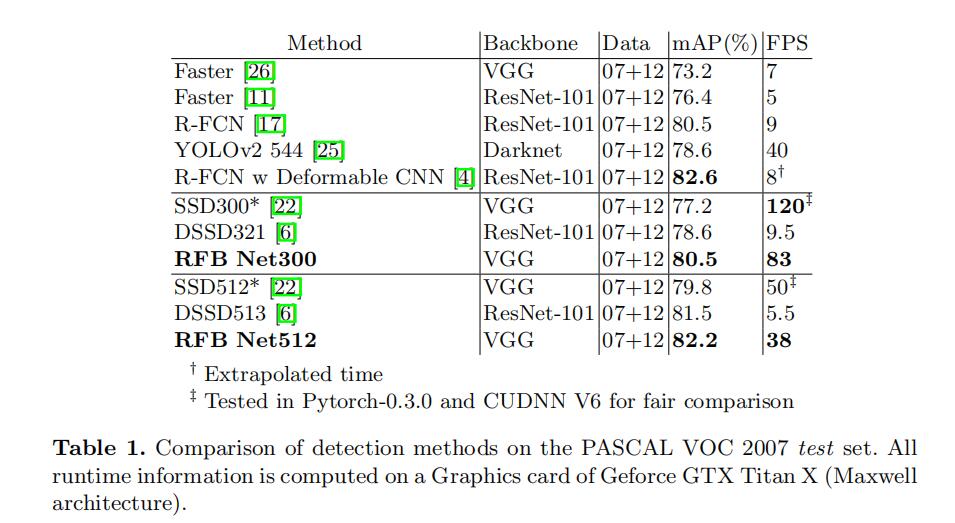 Method Backbone Data mAP(%) FPS
Faster [26] VGG 07+12 73.2 7
Faster [11] ResNet-101 07+12 76.4 5
R-FCN [17] ResNet-101 07+12 80.5 9
YOLOv2 544 [25] Darknet 07+12 78.6 40
R-FCN w Deformable CNN [4] ResNet-101 07+12 82.6 8†
SSD300* [22] VGG 07+12 77.2 120‡
DSSD321 [6] ResNet-101 07+12 78.6 9.5
RFB Net300 VGG 07+12 80.5 83
SSD512* [22] VGG 07+12 79.8 50‡
DSSD513 [6] ResNet-101 07+12 81.5 5.5
RFB Net512 VGG 07+12 82.2 38
† Extrapolated time
‡ Tested in Pytorch-0.3.0 and CUDNN V6 for fair comparison
Table 1. Comparison of detection methods on the PASCAL VOC 2007 test set. All
runtime information is computed on a Graphics card of Geforce GTX Titan X (Maxwell
architecture).